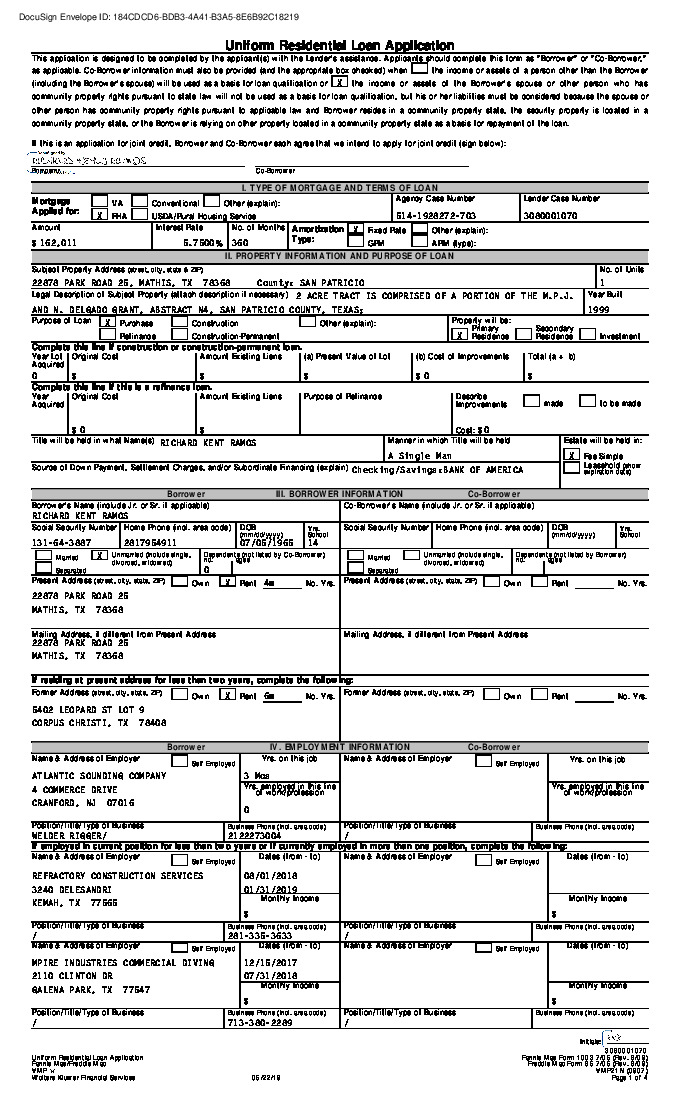 DocuSign Envelope ID: 184CDCD6-BDB3-4A41-B3A5-8E6B92C18219
Uniform Residential Loan Application
This application is designed to be completed by the applicant(s) with the Lender's assistance. Applicants should complete this form as "Borrower" or "Co-Borrower,"
as applicable. Co-Borrower information must also be provided (and the appropriate box checked) when the income or assets of a person other than the Borrower
(including the Borrower's spouse) will be used as a basis for loan qualification or X the income or assets of the Borrower's spouse or other person who has
community property rights pursuant to state law will not be used as a basis for loan qualification, but his or her liabilities must be considered because the spouse or
other person has community property rights pursuant to applicable law and Borrower resides in a community property state, the security property is located in a
community property state, or the Borrower is relying on other property located in a community property state as a basis for repayment of the loan.
If this is an application for joint credit, Borrower and Co-Borrower each agree that we intend to apply for joint credit (sign below):
Borrower Co-Borrower
I. TYPE OF MORTGAGE AND TERMS OF LOAN
Mortgage VA Conventional Other (explain): Agency Case Number Lender Case Number
Applied for: X FHA USDA/Rural Housing Service 514-1928272-703 3080001070
Amount Interest Rate No. of Months Amortization X Fixed Rate Other (explain):
$ 162,011 5.7500% 360 Type: GPM ARM (type):
II. PROPERTY INFORMATION AND PURPOSE OF LOAN
Subject Property Address (street, city, state & ZIP) No. of Units
22878 PARK ROAD 25, MATHIS, TX 78368 County: SAN PATRICIO 1
Legal Description of Subject Property (attach description if necessary) 2 ACRE TRACT IS COMPRISED OF A PORTION OF THE M.P.J. Year Built
AND N. DELGADO GRANT, ABSTRACT N4, SAN PATRICIO COUNTY, TEXAS; 1999
Purpose of Loan X Purchase Construction Other (explain): Property will be:
Refinance Construction-Permanent X Primary Residence Secondary Residence Investment
Complete this line if construction or construction-permanent loan.
Year Lot Acquired Original Cost Amount Existing Liens (a) Present Value of Lot (b) Cost of Improvements Total (a + b)
0 $ $ $ $ 0 $
Complete this line if this is a refinance loan.
Year Acquired Original Cost Amount Existing Liens Purpose of Refinance Describe Improvements made to be made
$ 0 $ Cost: $ 0
Title will be held in what Name(s) RICHARD KENT RAMOS Manner in which Title will be held Estate will be held in:
A Single Man X Fee Simple
Source of Down Payment, Settlement Charges, and/or Subordinate Financing (explain) Checking/Savings:BANK OF AMERICA Leasehold (show expiration date)
Borrower III. BORROWER INFORMATION Co-Borrower
Borrower's Name (include Jr. or Sr. if applicable) Co-Borrower's Name (include Jr. or Sr. if applicable)
RICHARD KENT RAMOS
Social Security Number Home Phone (incl. area code) DOB (mm/dd/yyyy) Yrs. School Social Security Number Home Phone (incl. area code) DOB (mm/dd/yyyy) Yrs. School
131-64-3887 2817954911 07/05/1965 14
Married X Unmarried (include single, divorced, widowed) Dependents (not listed by Co-Borrower) no. ages Married Unmarried (include single, divorced, widowed) Dependents (not listed by Borrower) no. ages
Separated 0 Separated
Present Address (street, city, state, ZIP) Own X Rent 4m No. Yrs. Present Address (street, city, state, ZIP) Own Rent No. Yrs.
22878 PARK ROAD 25
MATHIS, TX 78368
Mailing Address, if different from Present Address Mailing Address, if different from Present Address
22878 PARK ROAD 25
MATHIS, TX 78368
If residing at present address for less than two years, complete the following:
Former Address (street, city, state, ZIP) Own X Rent 6m No. Yrs. Former Address (street, city, state, ZIP) Own Rent No. Yrs.
5402 LEOPARD ST LOT 9
CORPUS CHRISTI, TX 78408
Borrower IV. EMPLOYMENT INFORMATION Co-Borrower
Name & Address of Employer Self Employed Yrs. on this job Name & Address of Employer Self Employed Yrs. on this job
ATLANTIC SOUNDING COMPANY 3 Mos
4 COMMERCE DRIVE Yrs. employed in this line of work/profession Yrs. employed in this line of work/profession
CRANFORD, NJ 07016 0
Position/Title/Type of Business Business Phone (incl. area code) Position/Title/Type of Business Business Phone (incl. area code)
WELDER RIGGER/ 2122273004 /
If employed in current position for less than two years or if currently employed in more than one position, complete the following:
Name & Address of Employer Self Employed Dates (from - to) Name & Address of Employer Self Employed Dates (from - to)
REFRACTORY CONSTRUCTION SERVICES 08/01/2018
3240 DELESANDRI 01/31/2019
KEMAH, TX 77565 Monthly Income Monthly Income
$ $
Position/Title/Type of Business Business Phone (incl. area code) Position/Title/Type of Business Business Phone (incl. area code)
/ 281-335-3633 /
Name & Address of Employer Self Employed Dates (from - to) Name & Address of Employer Self Employed Dates (from - to)
MPIRE INDUSTRIES COMMERCIAL DIVING 12/15/2017
2110 CLINTON DR 07/31/2018
GALENA PARK, TX 77547 Monthly Income Monthly Income
$ $
Position/Title/Type of Business Business Phone (incl. area code) Position/Title/Type of Business Business Phone (incl. area code)
/ 713-380-2289 /
Initials:
3080001070
Uniform Residential Loan Application Fannie Mae Form 1003 7/05 (Rev. 6/09)
Fannie Mae/Freddie Mac Freddie Mac Form 65 7/05 (Rev. 6/09)
VMP VMP21N (0907)
Wolters Kluwer Financial Services 05/22/19 Page 1 of 4